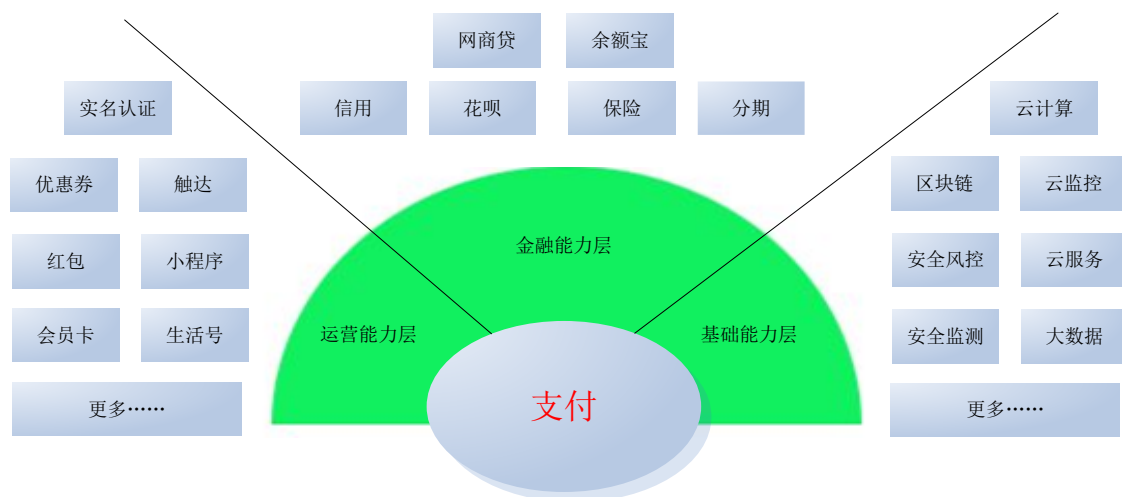 网商贷
余额宝
实名认证
信用
花呗
保险
分期
云计算
优惠券
触达
区块链
云监控
红包
小程序
金融能力层
安全风控
云服务
会员卡
生活号
运营能力层
基础能力层
安全监测
大数据
更多······
支付
更多······